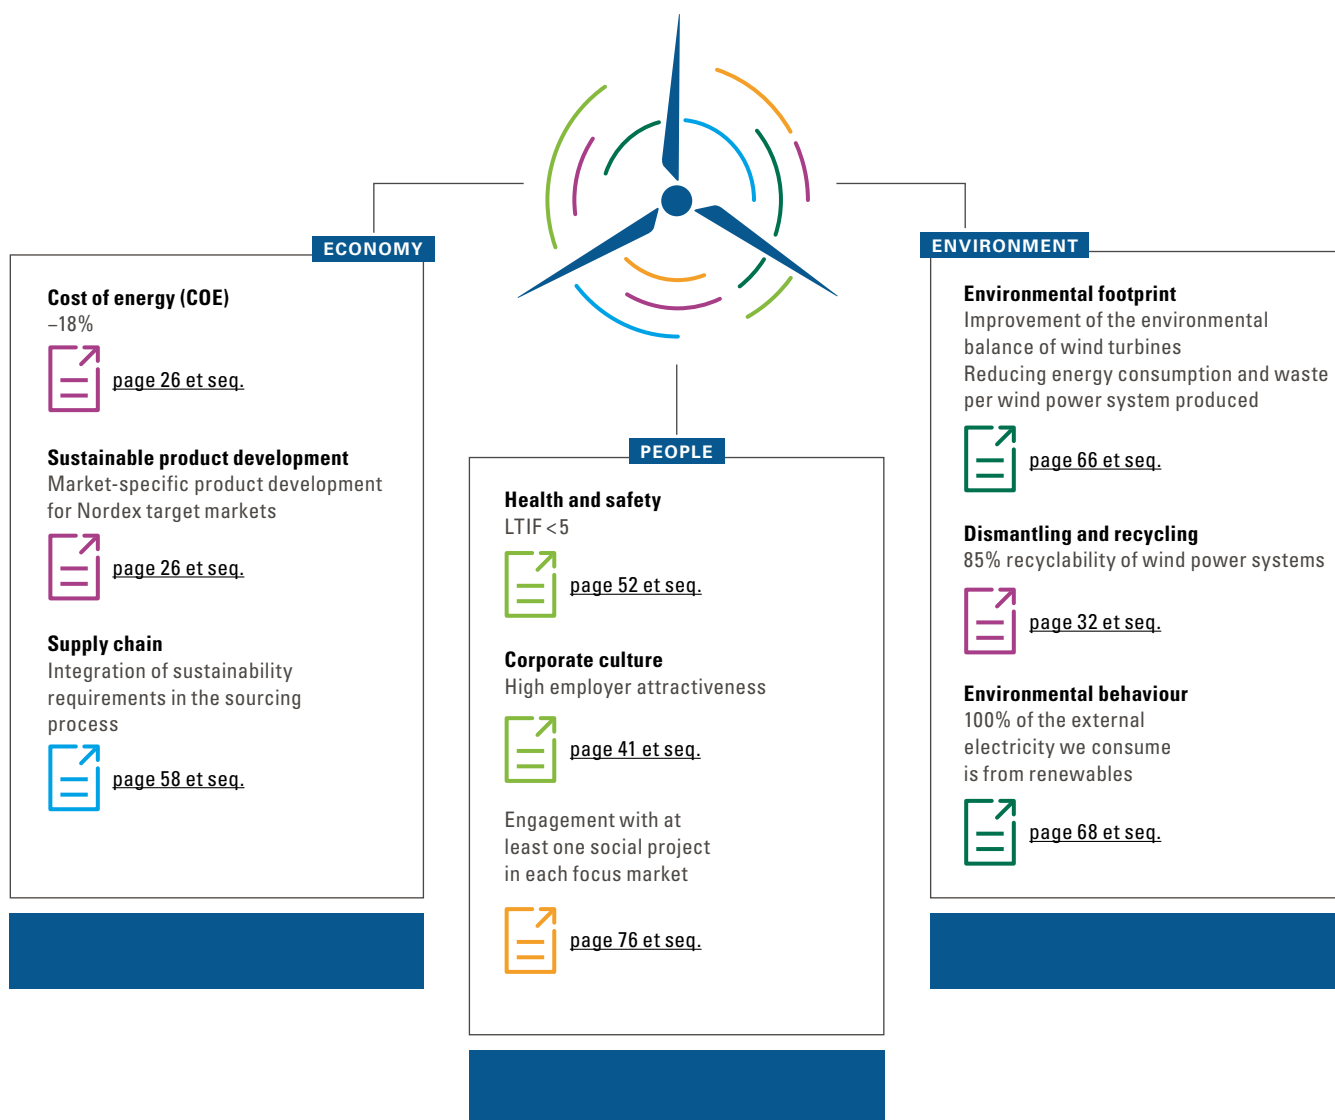 ECONOMY
Cost of energy (COE)
–18%
page 26 et seq.
Sustainable product development
Market-specific product development
for Nordex target markets
page 26 et seq.
Supply chain
Integration of sustainability
requirements in the sourcing
process
page 58 et seq.
PEOPLE
Health and safety
LTIF <5
page 52 et seq.
Corporate culture
High employer attractiveness
page 41 et seq.
Engagement with at
least one social project
in each focus market
page 76 et seq.
ENVIRONMENT
Environmental footprint
Improvement of the environmental
balance of wind turbines
Reducing energy consumption and waste
per wind power system produced
page 66 et seq.
Dismantling and recycling
85% recyclability of wind power systems
page 32 et seq.
Environmental behaviour
100% of the external
electricity we consume
is from renewables
page 68 et seq.